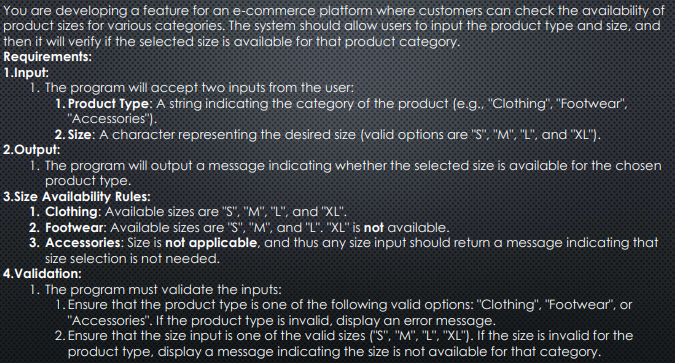 You are developing a feature for an e-commerce platform where customers can check the availability of
product sizes for various categories. The system should allow users to input the product type and size, and
then it will verify if the selected size is available for that product category.
Requirements:
1.Input:
1. The program will accept two inputs from the user:
1. Product Type: A string indicating the category of the product (e.g., "Clothing", "Footwear",
"Accessories").
2. Size: A character representing the desired size (valid options are "S", "M", "L", and "XL").
2.Output:
1. The program will output a message indicating whether the selected size is available for the chosen
product type.
3.Size Availability Rules:
1. Clothing: Available sizes are "S", "M", "L", and "XL".
2. Footwear: Available sizes are "S", "M", and "L". "XL" is not available.
3. Accessories: Size is not applicable, and thus any size input should return a message indicating that
size selection is not needed.
4.Validation:
1. The program must validate the inputs:
1. Ensure that the product type is one of the following valid options: "Clothing", "Footwear", or
"Accessories". If the product type is invalid, display an error message.
2. Ensure that the size input is one of the valid sizes ("S", "M", "L", "XL"). If the size is invalid for the
product type, display a message indicating the size is not available for that category.